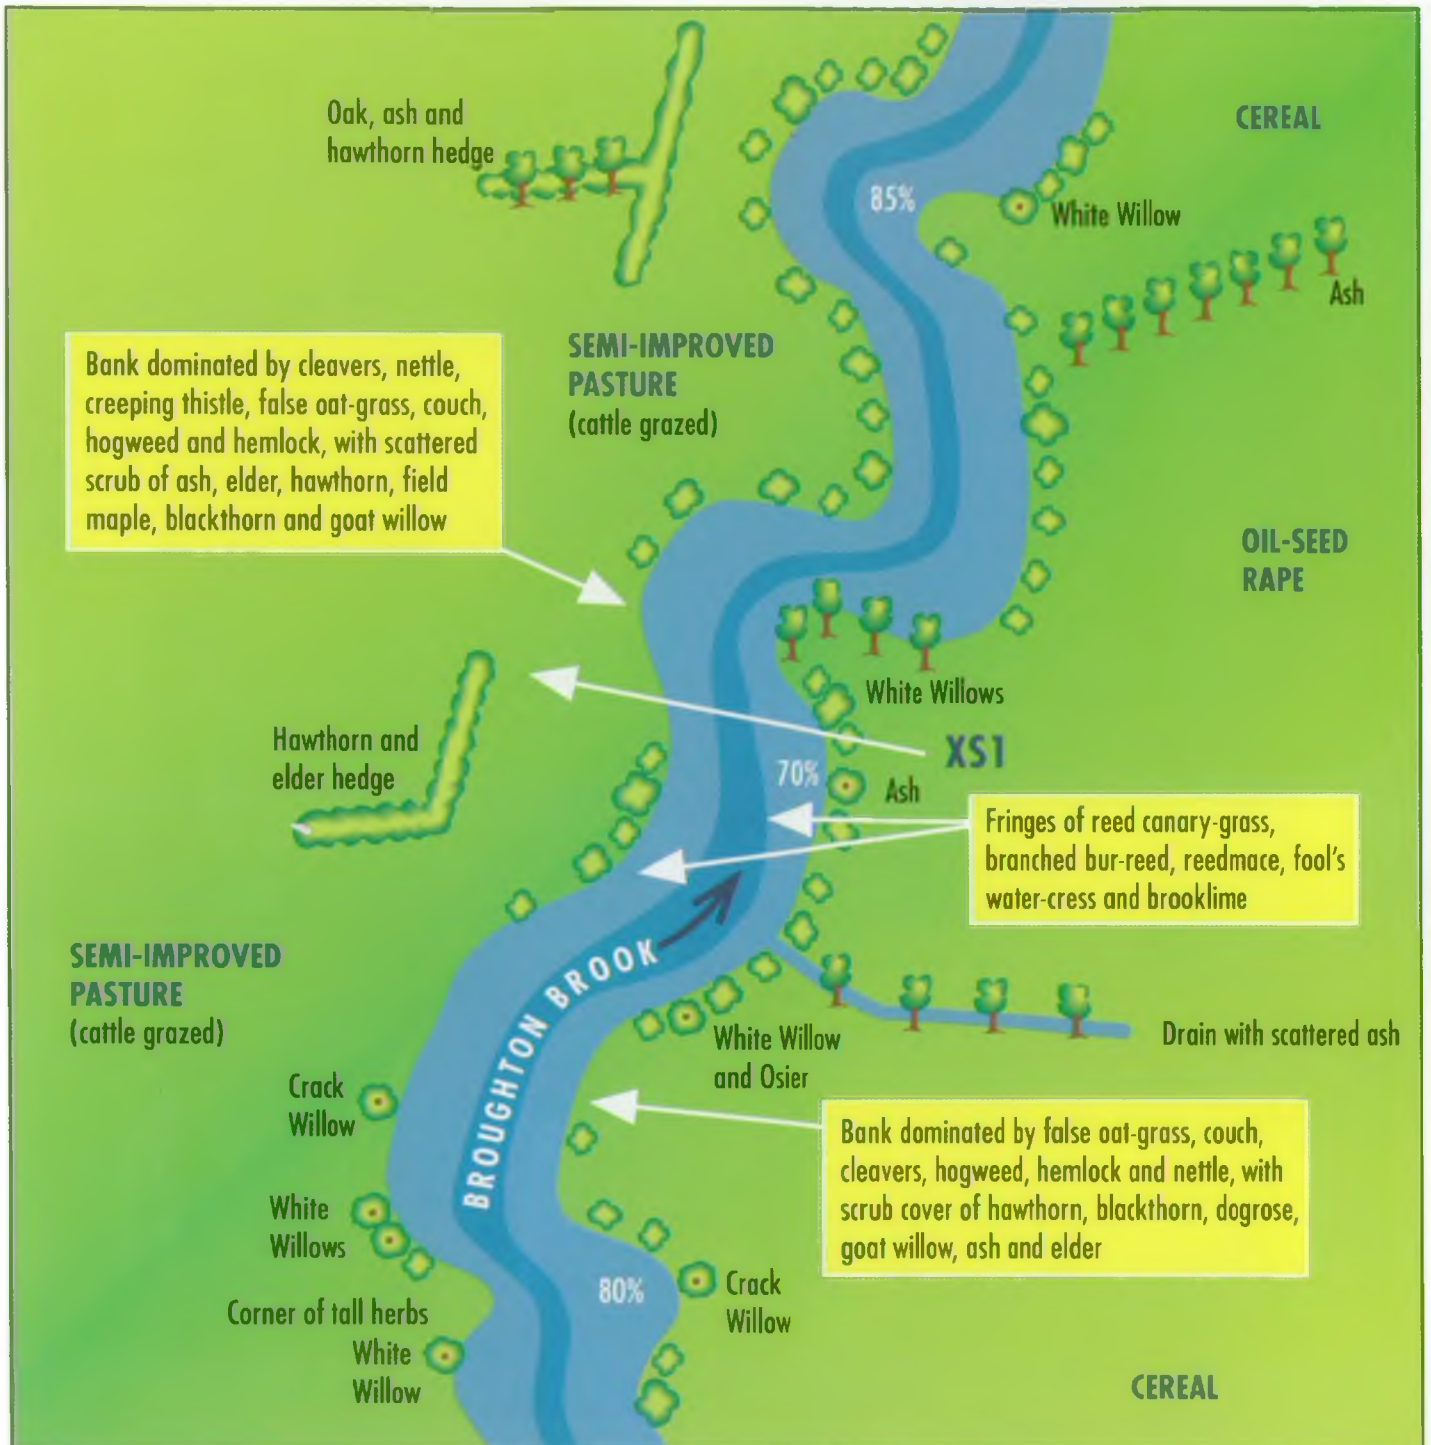 Oak, ash and
hawthorn hedge
CEREAL
85%
White Willow
Ash
SEMI-IMPROVED
PASTURE
(cattle grazed)
Bank dominated by cleavers, nettle,
creeping thistle, false oat-grass, couch,
hogweed and hemlock, with scattered
scrub of ash, elder, hawthorn, field
maple, blackthorn and goat willow
OIL-SEED
RAPE
White Willows
XS1
Hawthorn and
elder hedge
70%
Ash
Fringes of reed canary-grass,
branched bur-reed, reedmace, fool's
water-cress and brooklime
SEMI-IMPROVED
PASTURE
(cattle grazed)
BROUGHTON BROOK
White Willow
and Osier
Drain with scattered ash
Crack
Willow
Bank dominated by false oat-grass, couch,
cleavers, hogweed, hemlock and nettle, with
scrub cover of hawthorn, blackthorn, dogrose,
goat willow, ash and elder
White
Willows
80%
Crack
Willow
Corner of tall herbs
White
Willow
CEREAL